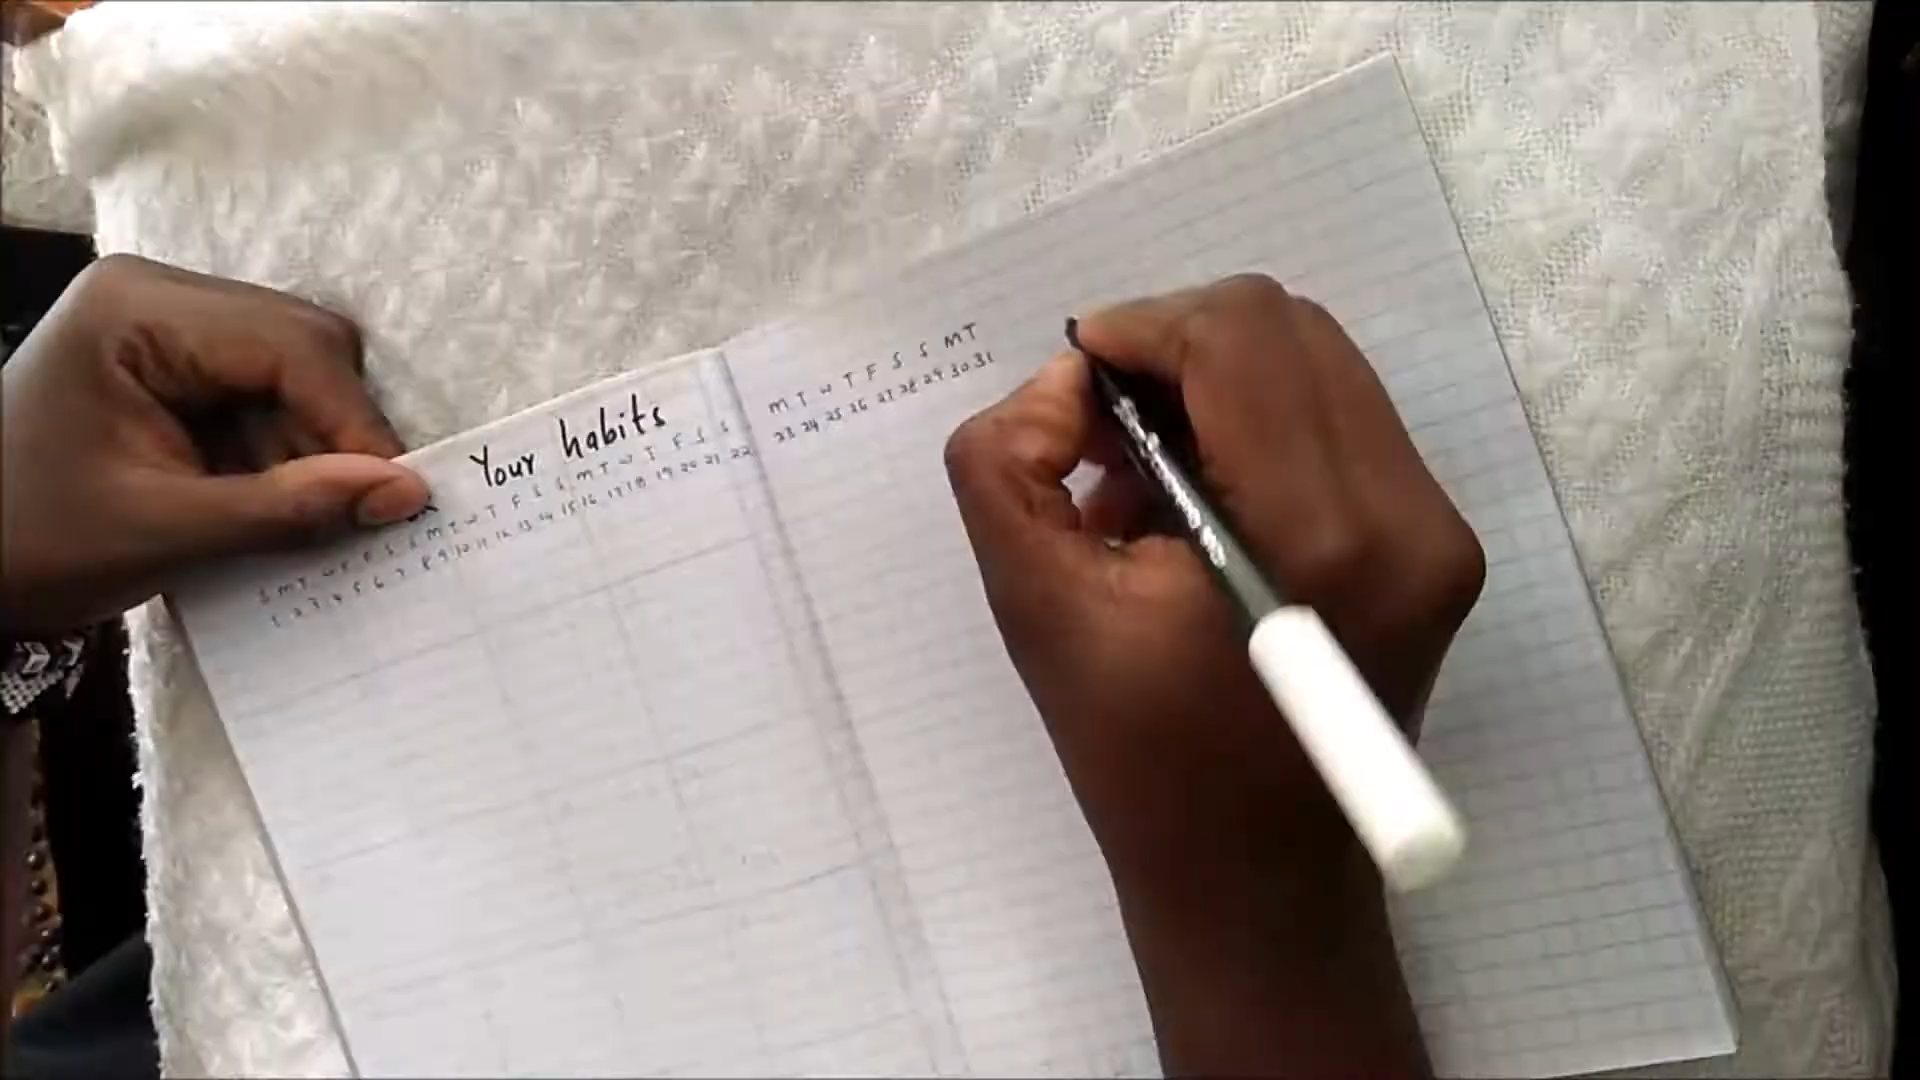 Your habits
S M T W T F S S M T W T F S S M T W T F S S M T W T F S S M T
1 2 3 4 5 6 7 8 9 10 11 12 13 14 15 16 17 18 19 20 21 22 23 24 25 26 27 28 29 30 31